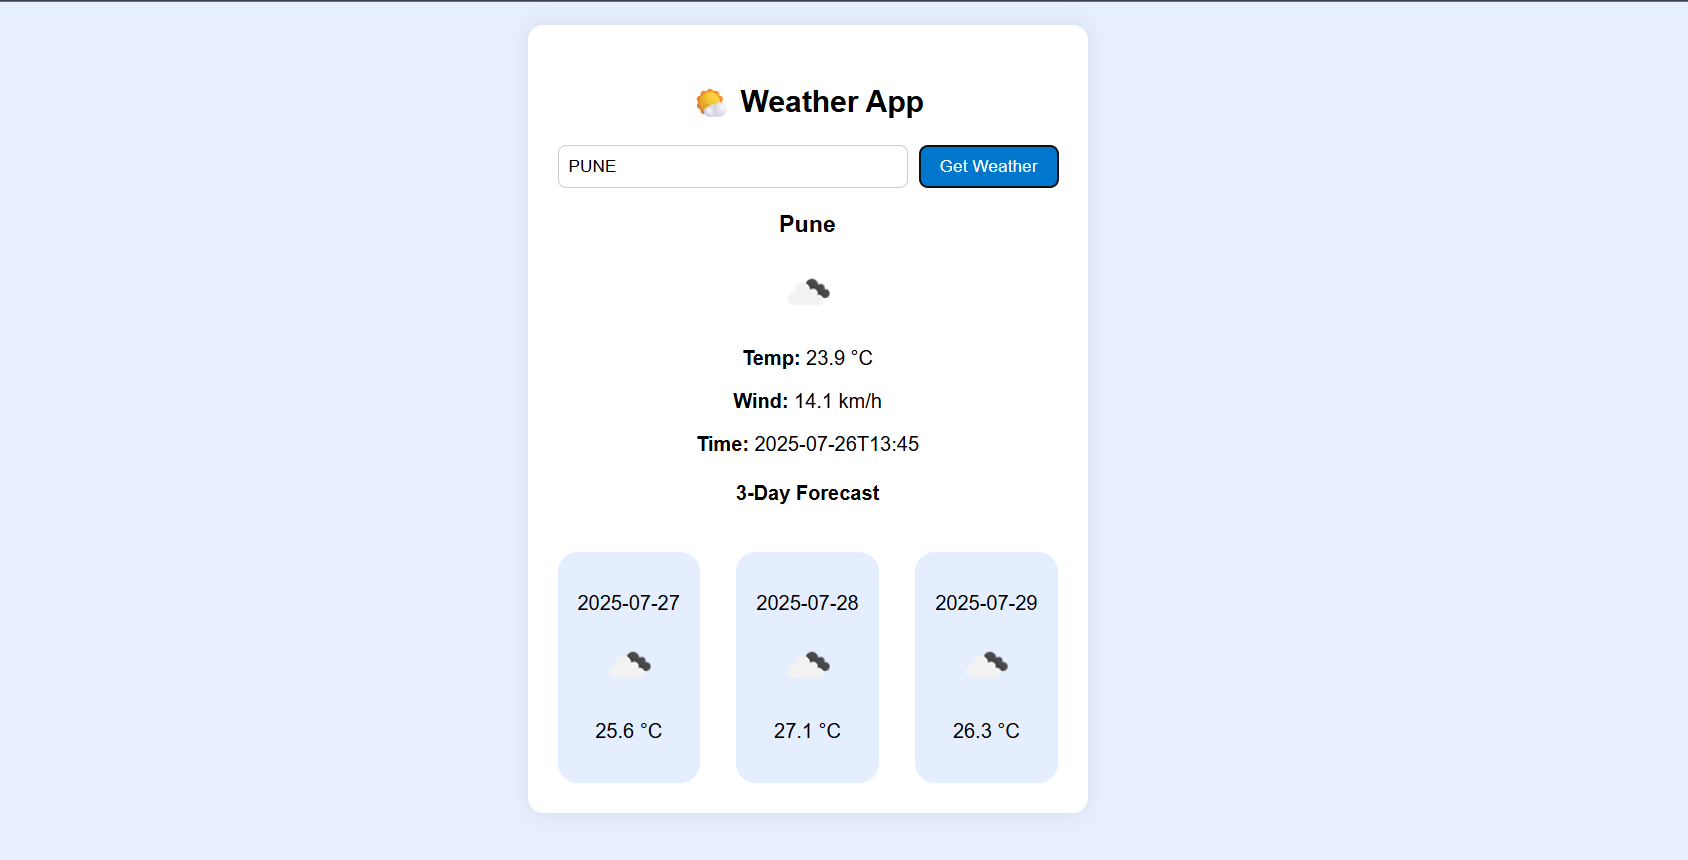 Weather App
PUNE
Get Weather
Pune
Temp: 23.9 °C
Wind: 14.1 km/h
Time: 2025-07-26T13:45
3-Day Forecast
2025-07-27
25.6 °C
2025-07-28
27.1 °C
2025-07-29
26.3 °C